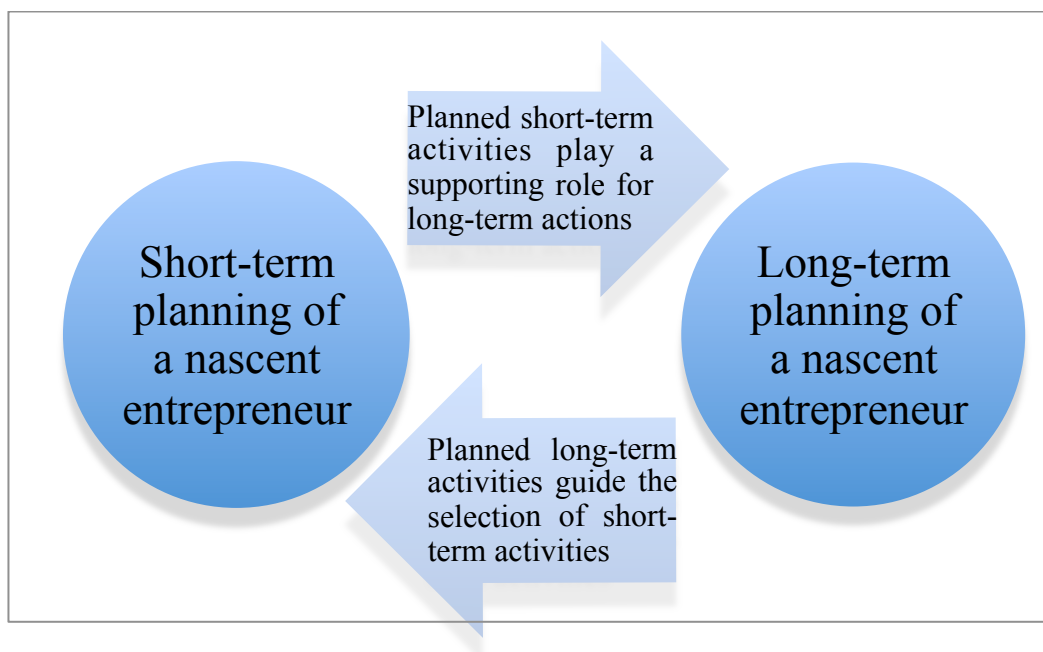 Planned short-term
activities play a
supporting role for
long-term actions
Short-term
planning of
a nascent
entrepreneur
Long-term
planning of
a nascent
entrepreneur
Planned long-term
activities guide the
selection of short-
term activities